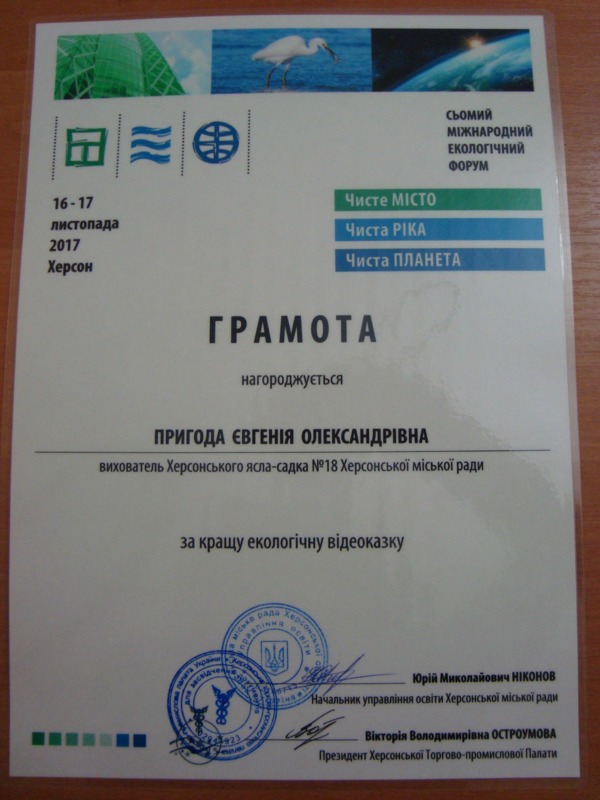 СЬОМИЙ
МІЖНАРОДНИЙ
ЕКОЛОГІЧНИЙ
ФОРУМ
16 - 17
листопада
2017
Херсон
Чисте МІСТО
Чиста РІКА
Чиста ПЛАНЕТА
ГРАМОТА
нагороджується
ПРИГОДА ЄВГЕНІЯ ОЛЕКСАНДРІВНА
вихователь Херсонського ясла-садка №18 Херсонської міської ради
за кращу екологічну відеоказку
Юрій Миколайович НІКОНОВ
Начальник управління освіти Херсонської міської ради
Вікторія Володимирівна ОСТРОУМОВА
Президент Херсонської Торгово-промислової Палати